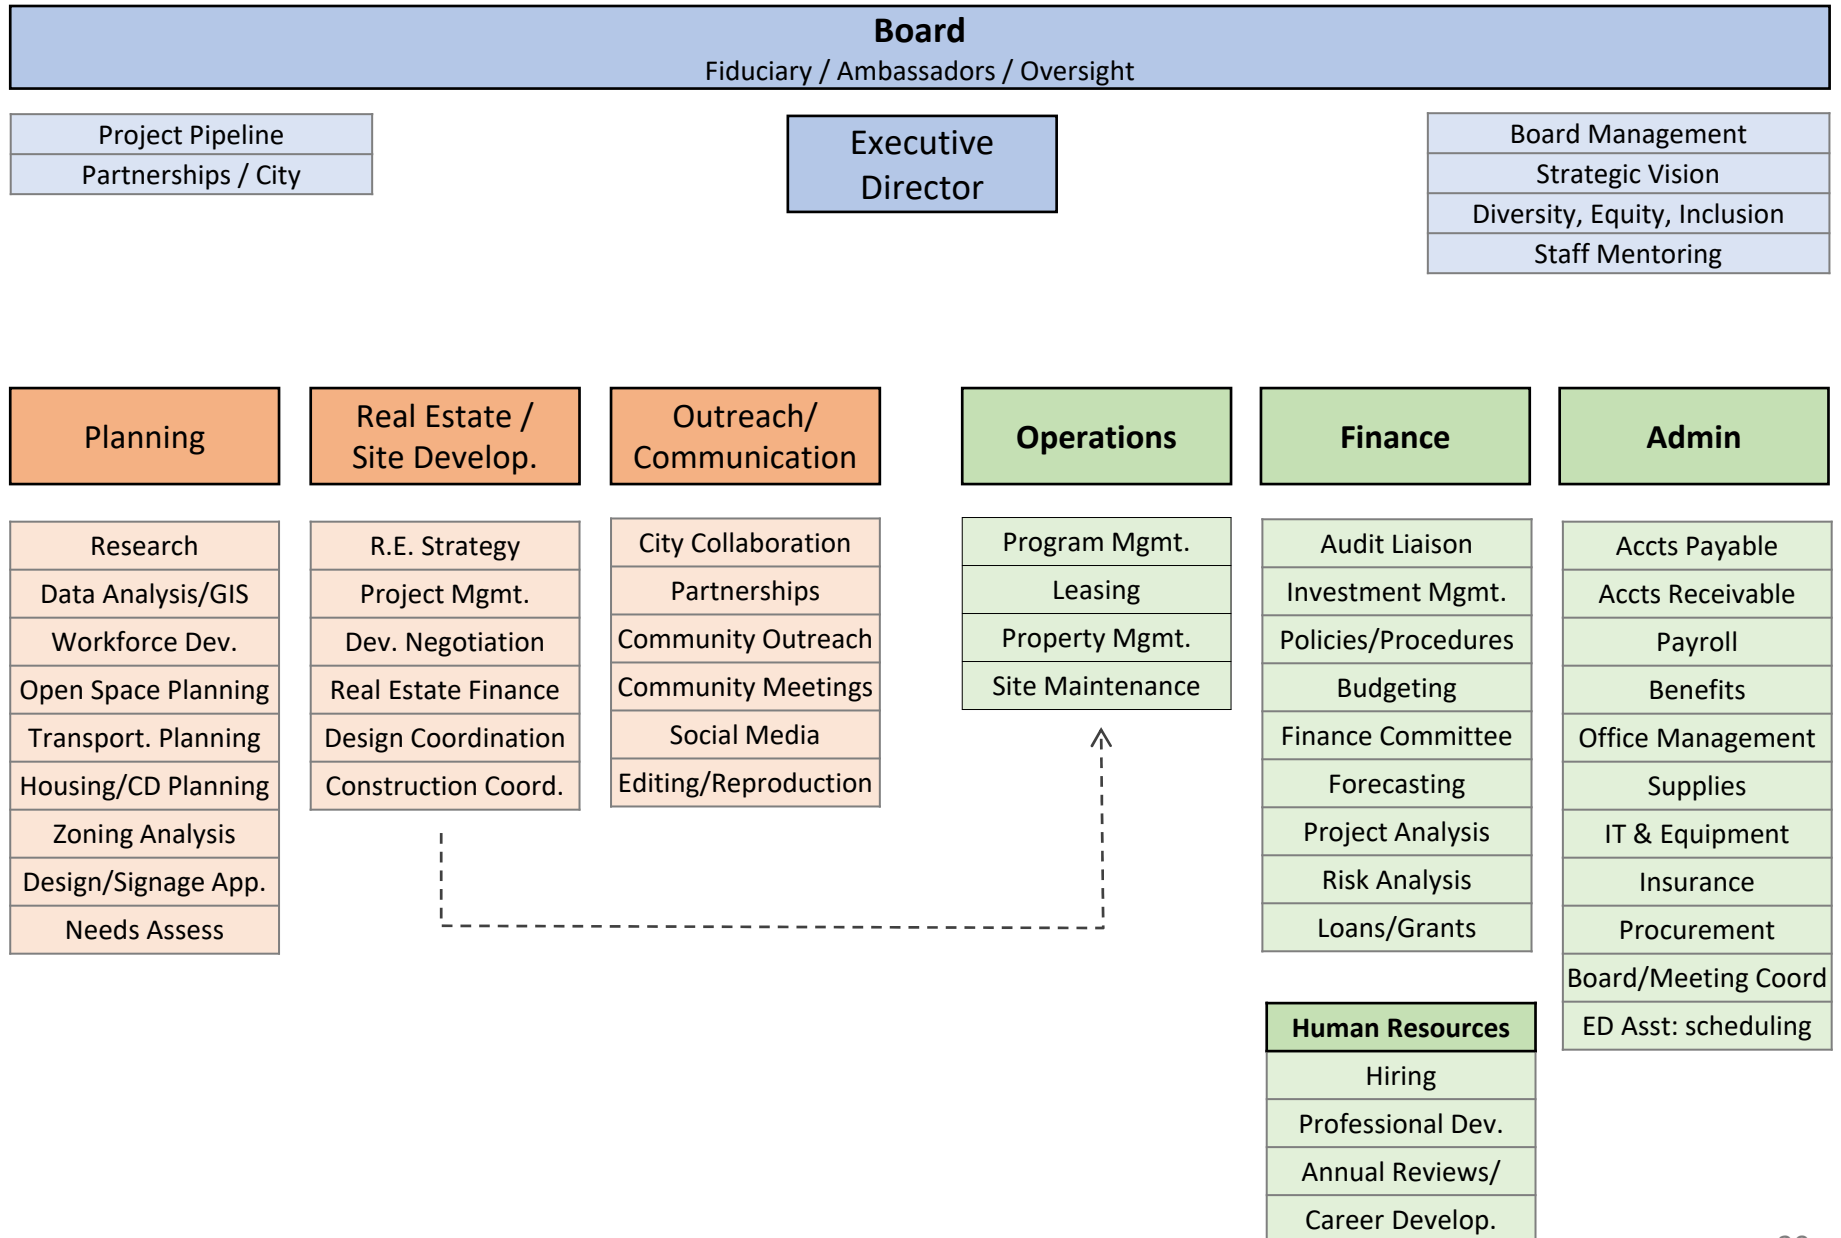 Board
Fiduciary / Ambassadors / Oversight
Project Pipeline
Partnerships / City
Executive
Director
Board Management
Strategic Vision
Diversity, Equity, Inclusion
Staff Mentoring
Planning
Research
Data Analysis/GIS
Workforce Dev.
Open Space Planning
Transport. Planning
Housing/CD Planning
Zoning Analysis
Design/Signage App.
Needs Assess
Real Estate /
Site Develop.
R.E. Strategy
Project Mgmt.
Dev. Negotiation
Real Estate Finance
Design Coordination
Construction Coord.
Outreach/
Communication
City Collaboration
Partnerships
Community Outreach
Community Meetings
Social Media
Editing/Reproduction
Operations
Program Mgmt.
Leasing
Property Mgmt.
Site Maintenance
Finance
Audit Liaison
Investment Mgmt.
Policies/Procedures
Budgeting
Finance Committee
Forecasting
Project Analysis
Risk Analysis
Loans/Grants
Human Resources
Hiring
Professional Dev.
Annual Reviews/
Career Develop.
Admin
Accts Payable
Accts Receivable
Payroll
Benefits
Office Management
Supplies
IT & Equipment
Insurance
Procurement
Board/Meeting Coord
ED Asst: scheduling